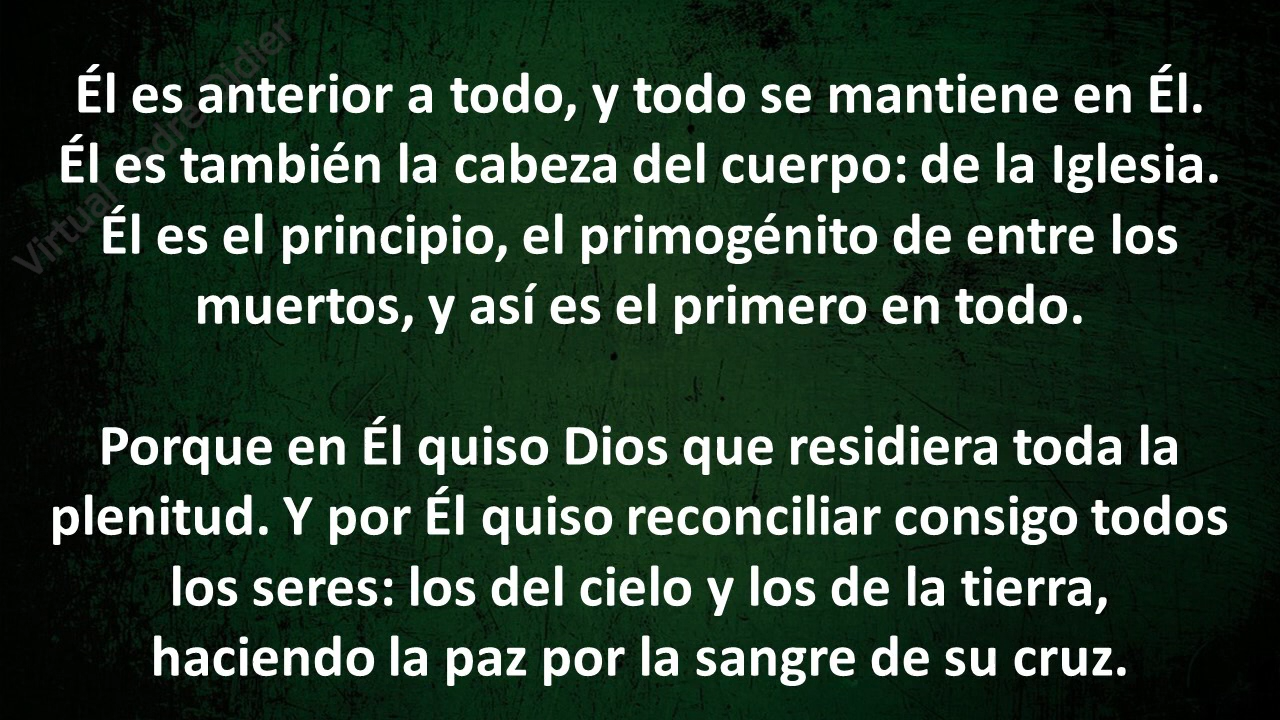 Él es anterior a todo, y todo se mantiene en Él.
Él es también la cabeza del cuerpo: de la Iglesia.
Él es el principio, el primogénito de entre los
muertos, y así es el primero en todo.
Porque en Él quiso Dios que residiera toda la
plenitud. Y por Él quiso reconciliar consigo todos
los seres: los del cielo y los de la tierra,
haciendo la paz por la sangre de su cruz.
Virtual Didier